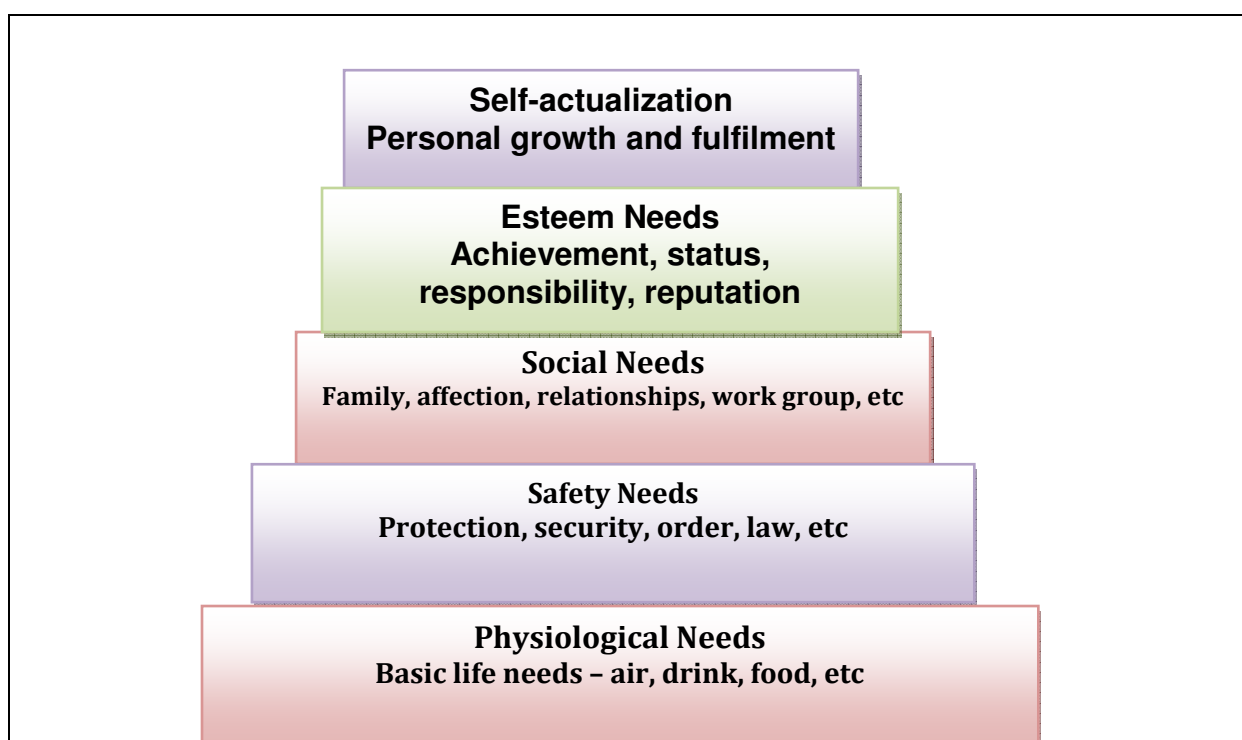 Self-actualization
Personal growth and fulfilment
Esteem Needs
Achievement, status,
responsibility, reputation
Social Needs
Family, affection, relationships, work group, etc
Safety Needs
Protection, security, order, law, etc
Physiological Needs
Basic life needs – air, drink, food, etc